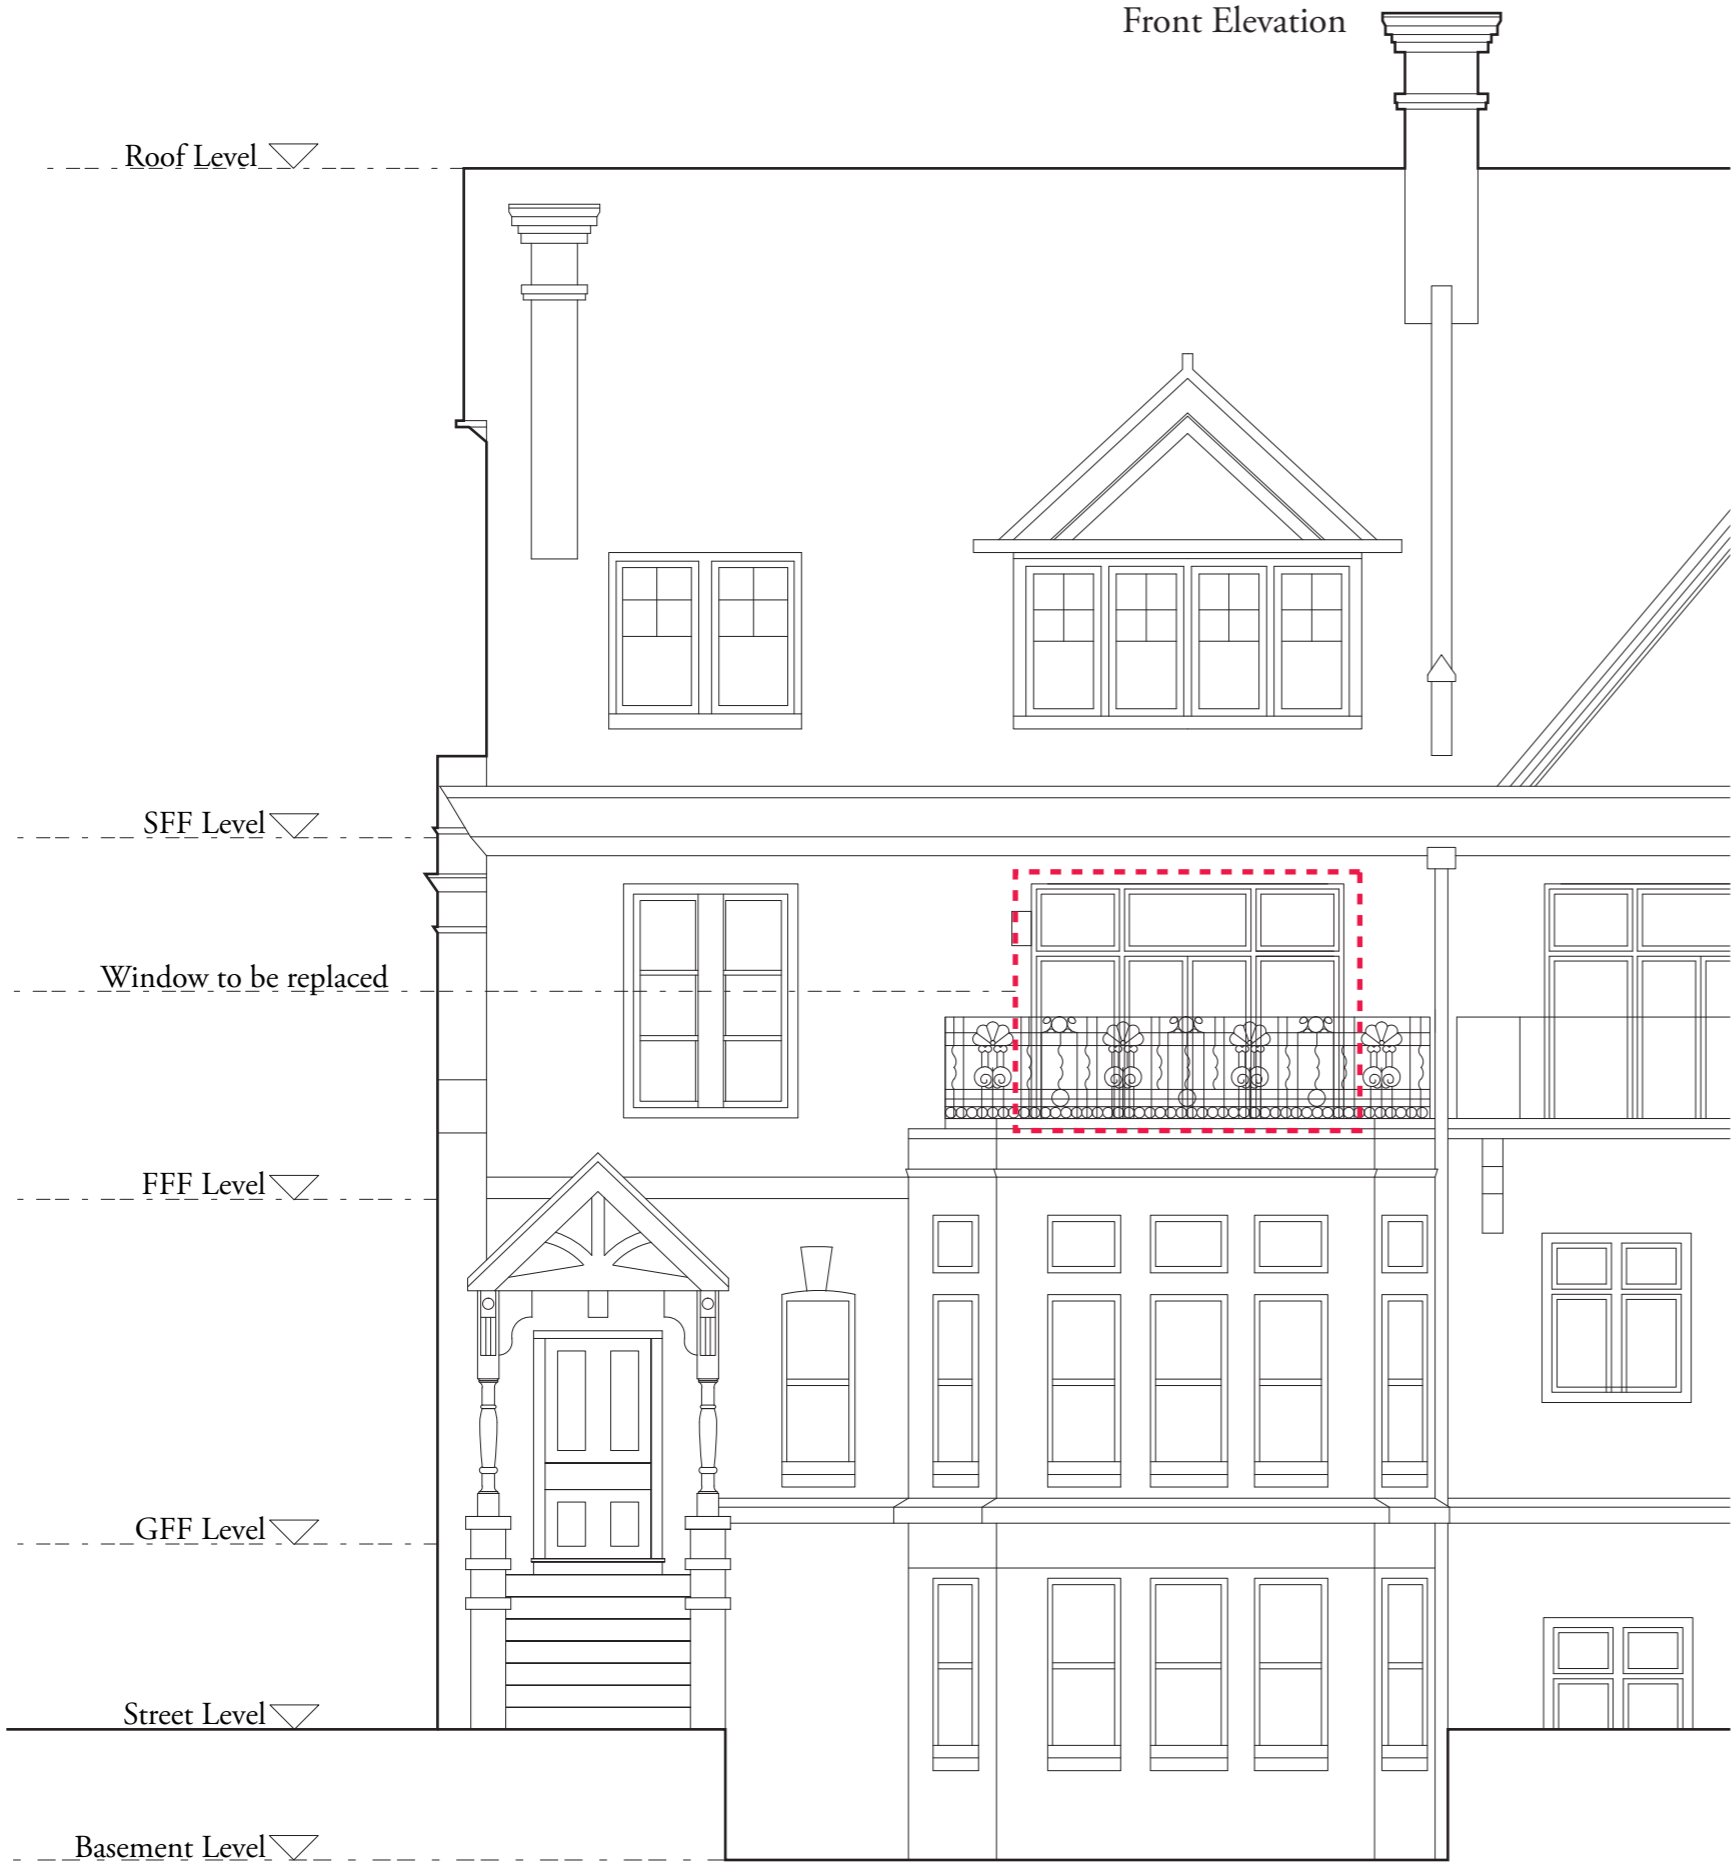 Front Elevation
Roof Level
SFF Level
Window to be replaced
FFF Level
GFF Level
Street Level
Basement Level